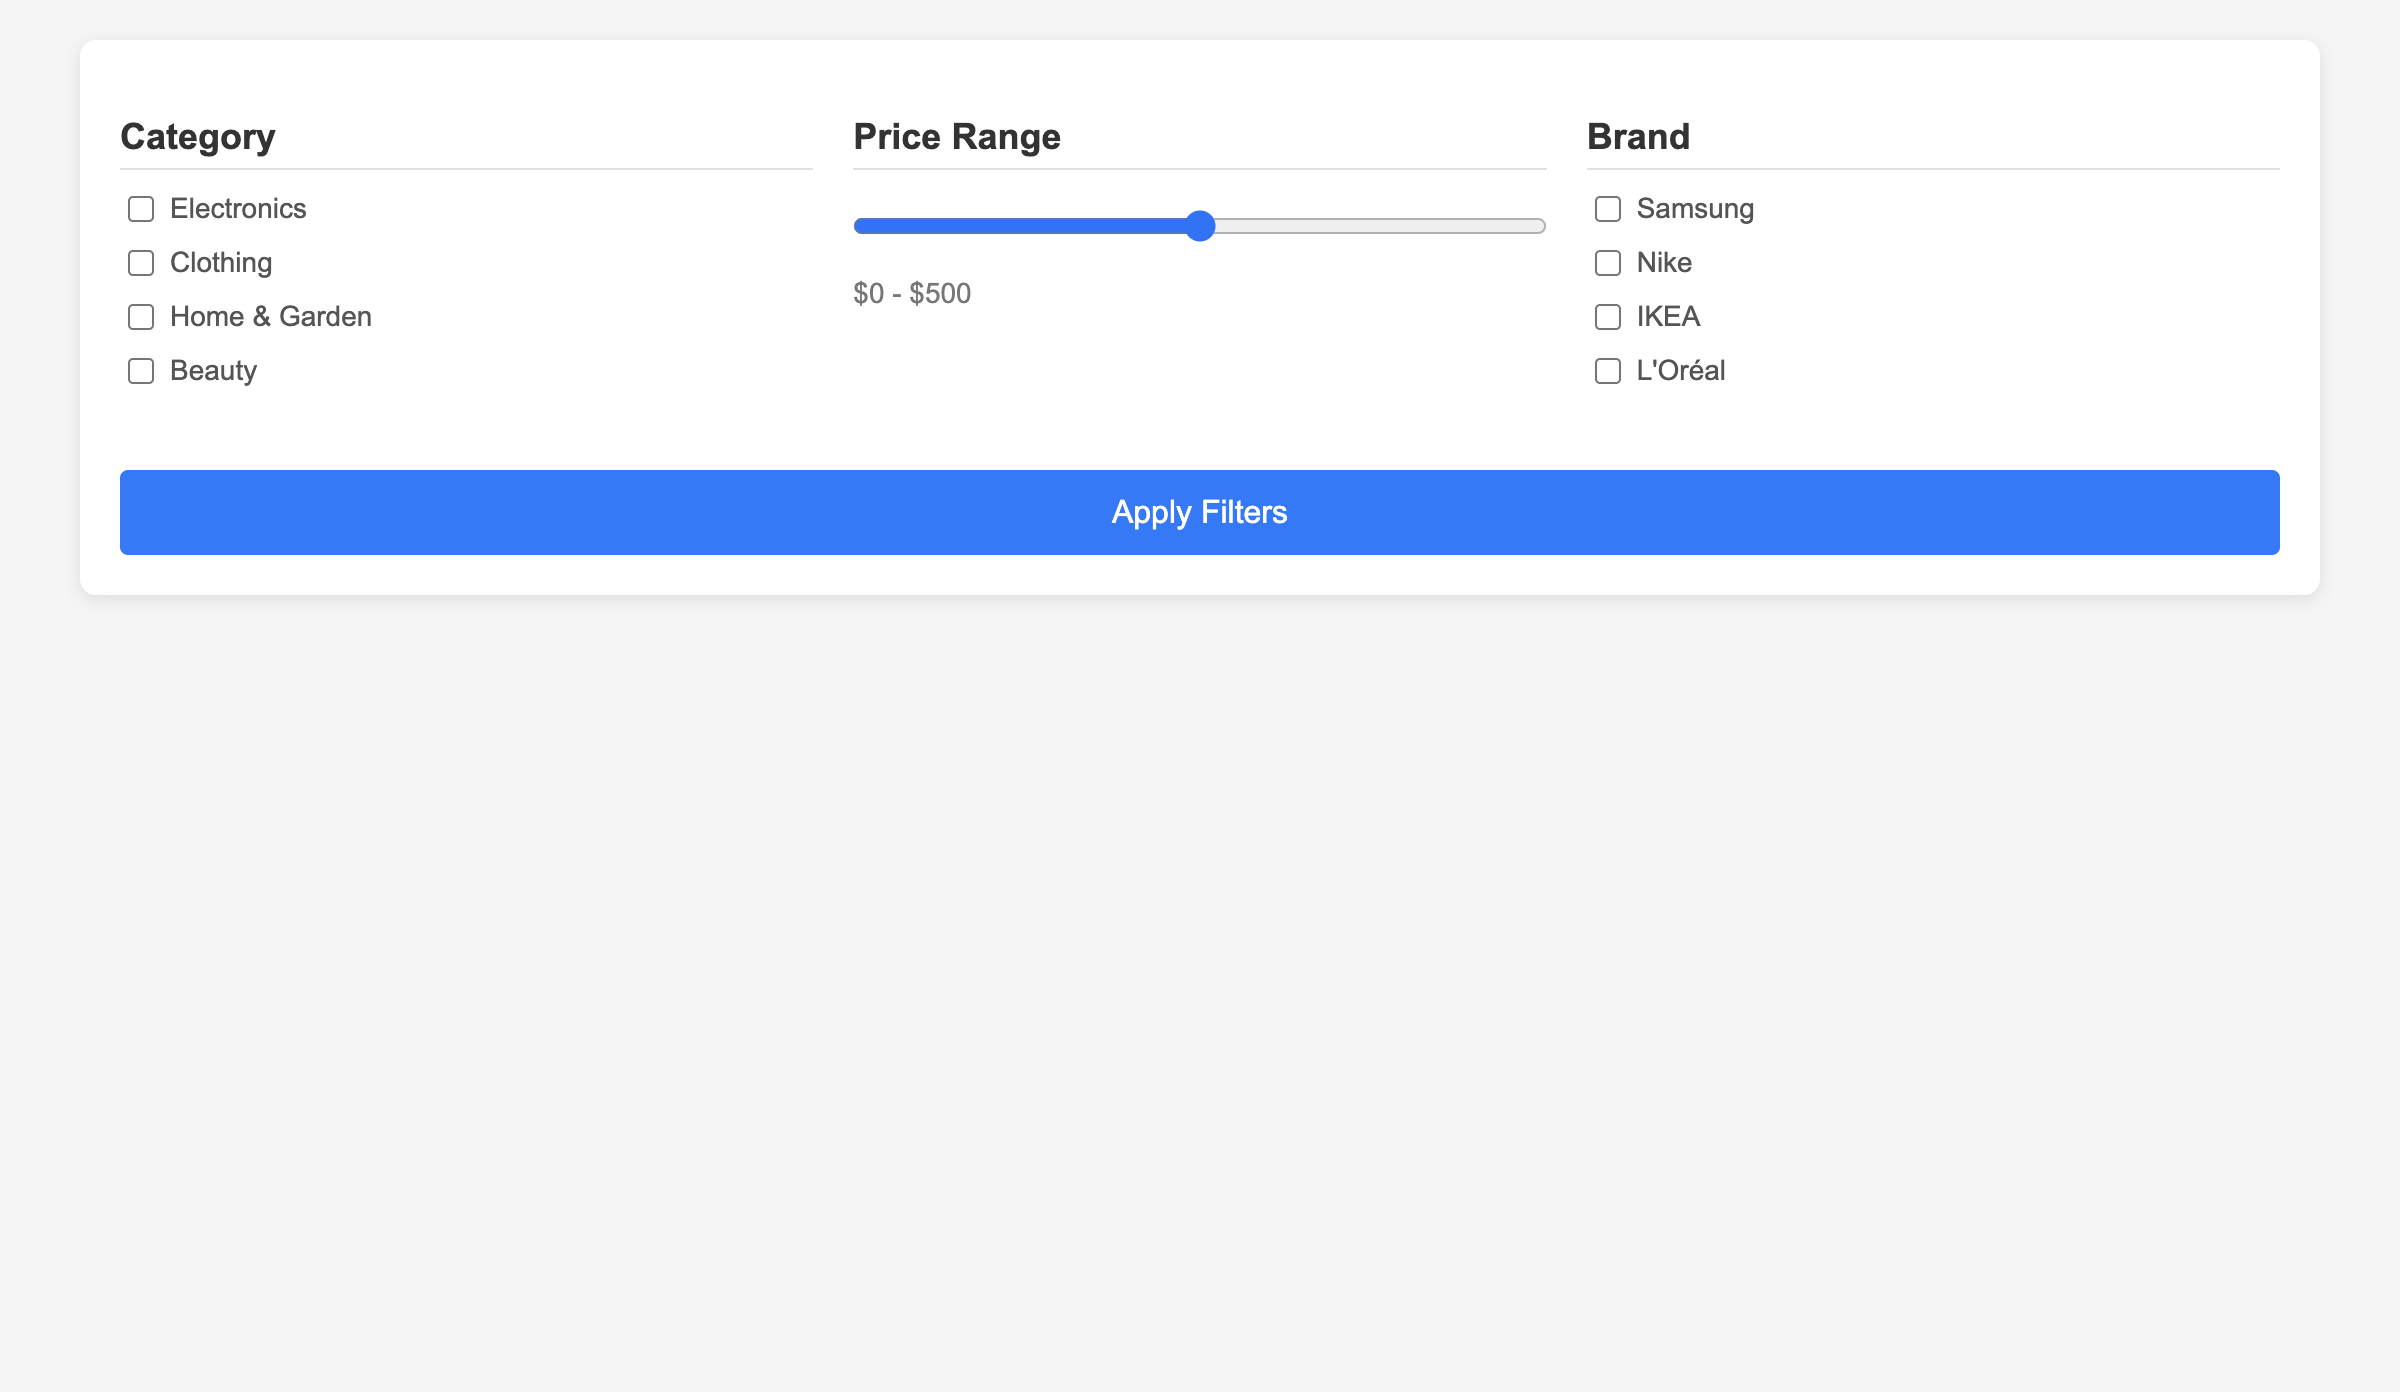 Category
Electronics
Clothing
Home & Garden
Beauty
Price Range
$0 - $500
Brand
Samsung
Nike
IKEA
L'Oréal
Apply Filters